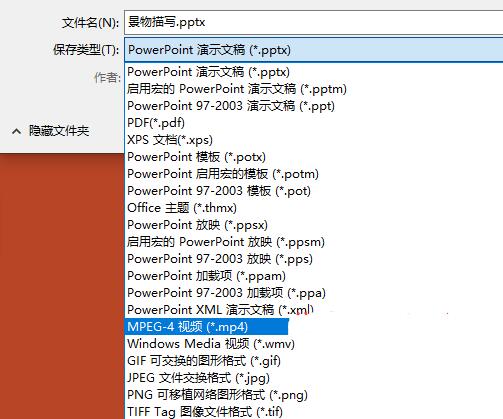 文件名(N): 景物描写.pptx
保存类型(T): PowerPoint 演示文稿 (*.pptx)
作者:
隐藏文件夹
PowerPoint 演示文稿 (*.pptx)
启用宏的 PowerPoint 演示文稿 (*.pptm)
PowerPoint 97-2003 演示文稿 (*.ppt)
PDF(*.pdf)
XPS 文档(*.xps)
PowerPoint 模板 (*.potx)
PowerPoint 启用宏的模板 (*.potm)
PowerPoint 97-2003 模板 (*.pot)
Office 主题 (*.thmx)
PowerPoint 放映 (*.ppsx)
启用宏的 PowerPoint 放映 (*.ppsm)
PowerPoint 97-2003 放映 (*.pps)
PowerPoint 加载项 (*.ppam)
PowerPoint 97-2003 加载项 (*.ppa)
PowerPoint XML 演示文稿 (*.xml)
MPEG-4 视频 (*.mp4)
Windows Media 视频 (*.wmv)
GIF 可交换的图形格式 (*.gif)
JPEG 文件交换格式 (*.jpg)
PNG 可移植网络图形格式 (*.png)
TIFF Tag 图像文件格式 (*.tif)